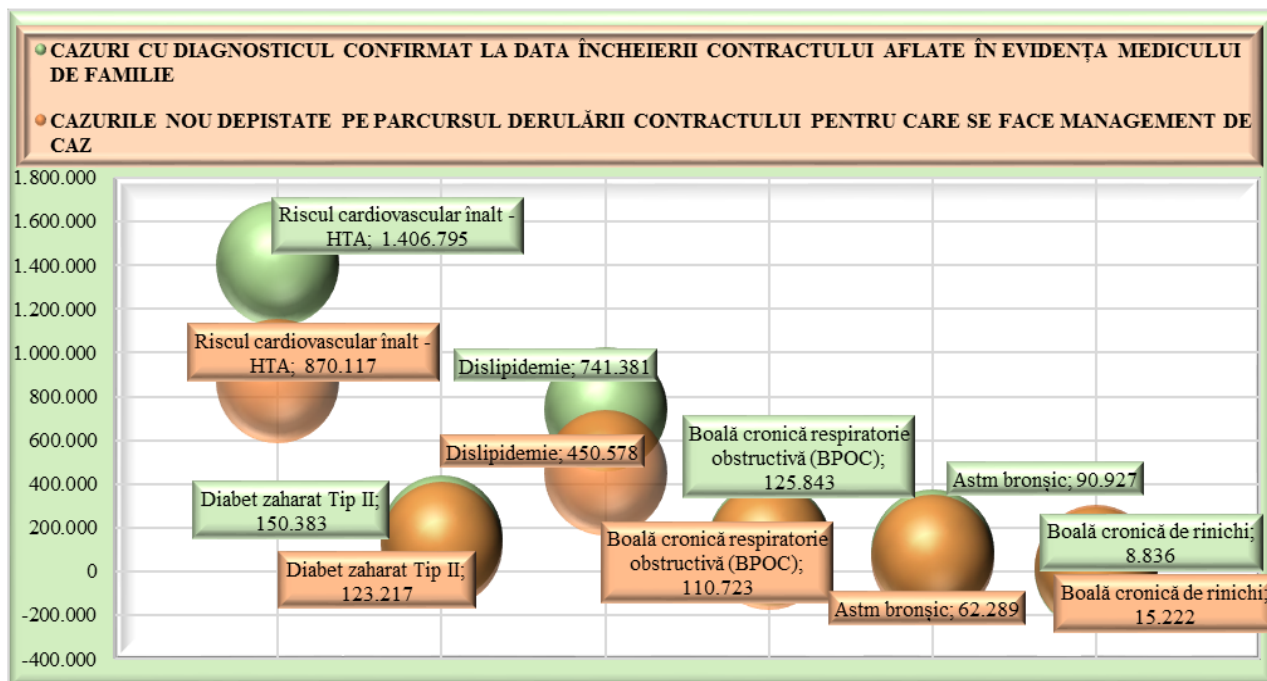 CAZURI CU DIAGNOSTICUL CONFIRMAT LA DATA ÎNCHEIERII CONTRACTULUI AFLATE ÎN EVIDENȚA MEDICULUI
DE FAMILIE
CAZURILE NOU DEPISTATE PE PARCURSUL DERULĂRII CONTRACTULUI PENTRU CARE SE FACE MANAGEMENT DE
CAZ
1.800.000
1.600.000
1.400.000
1.200.000
1.000.000
800.000
600.000
400.000
200.000
0
-200.000
-400.000
Riscul cardiovascular înalt -
HTA; 1.406.795
Riscul cardiovascular înalt -
HTA; 870.117
Diabet zaharat Tip II;
150.383
Diabet zaharat Tip II;
123.217
Dislipidemie; 741.381
Dislipidemie; 450.578
Boală cronică respiratorie
obstructivă (BPOC);
125.843
Boală cronică respiratorie
obstructivă (BPOC);
110.723
Astm bronșic; 90.927
Astm bronșic; 62.289
Boală cronică de rinichi;
8.836
Boală cronică de rinichi;
15.222